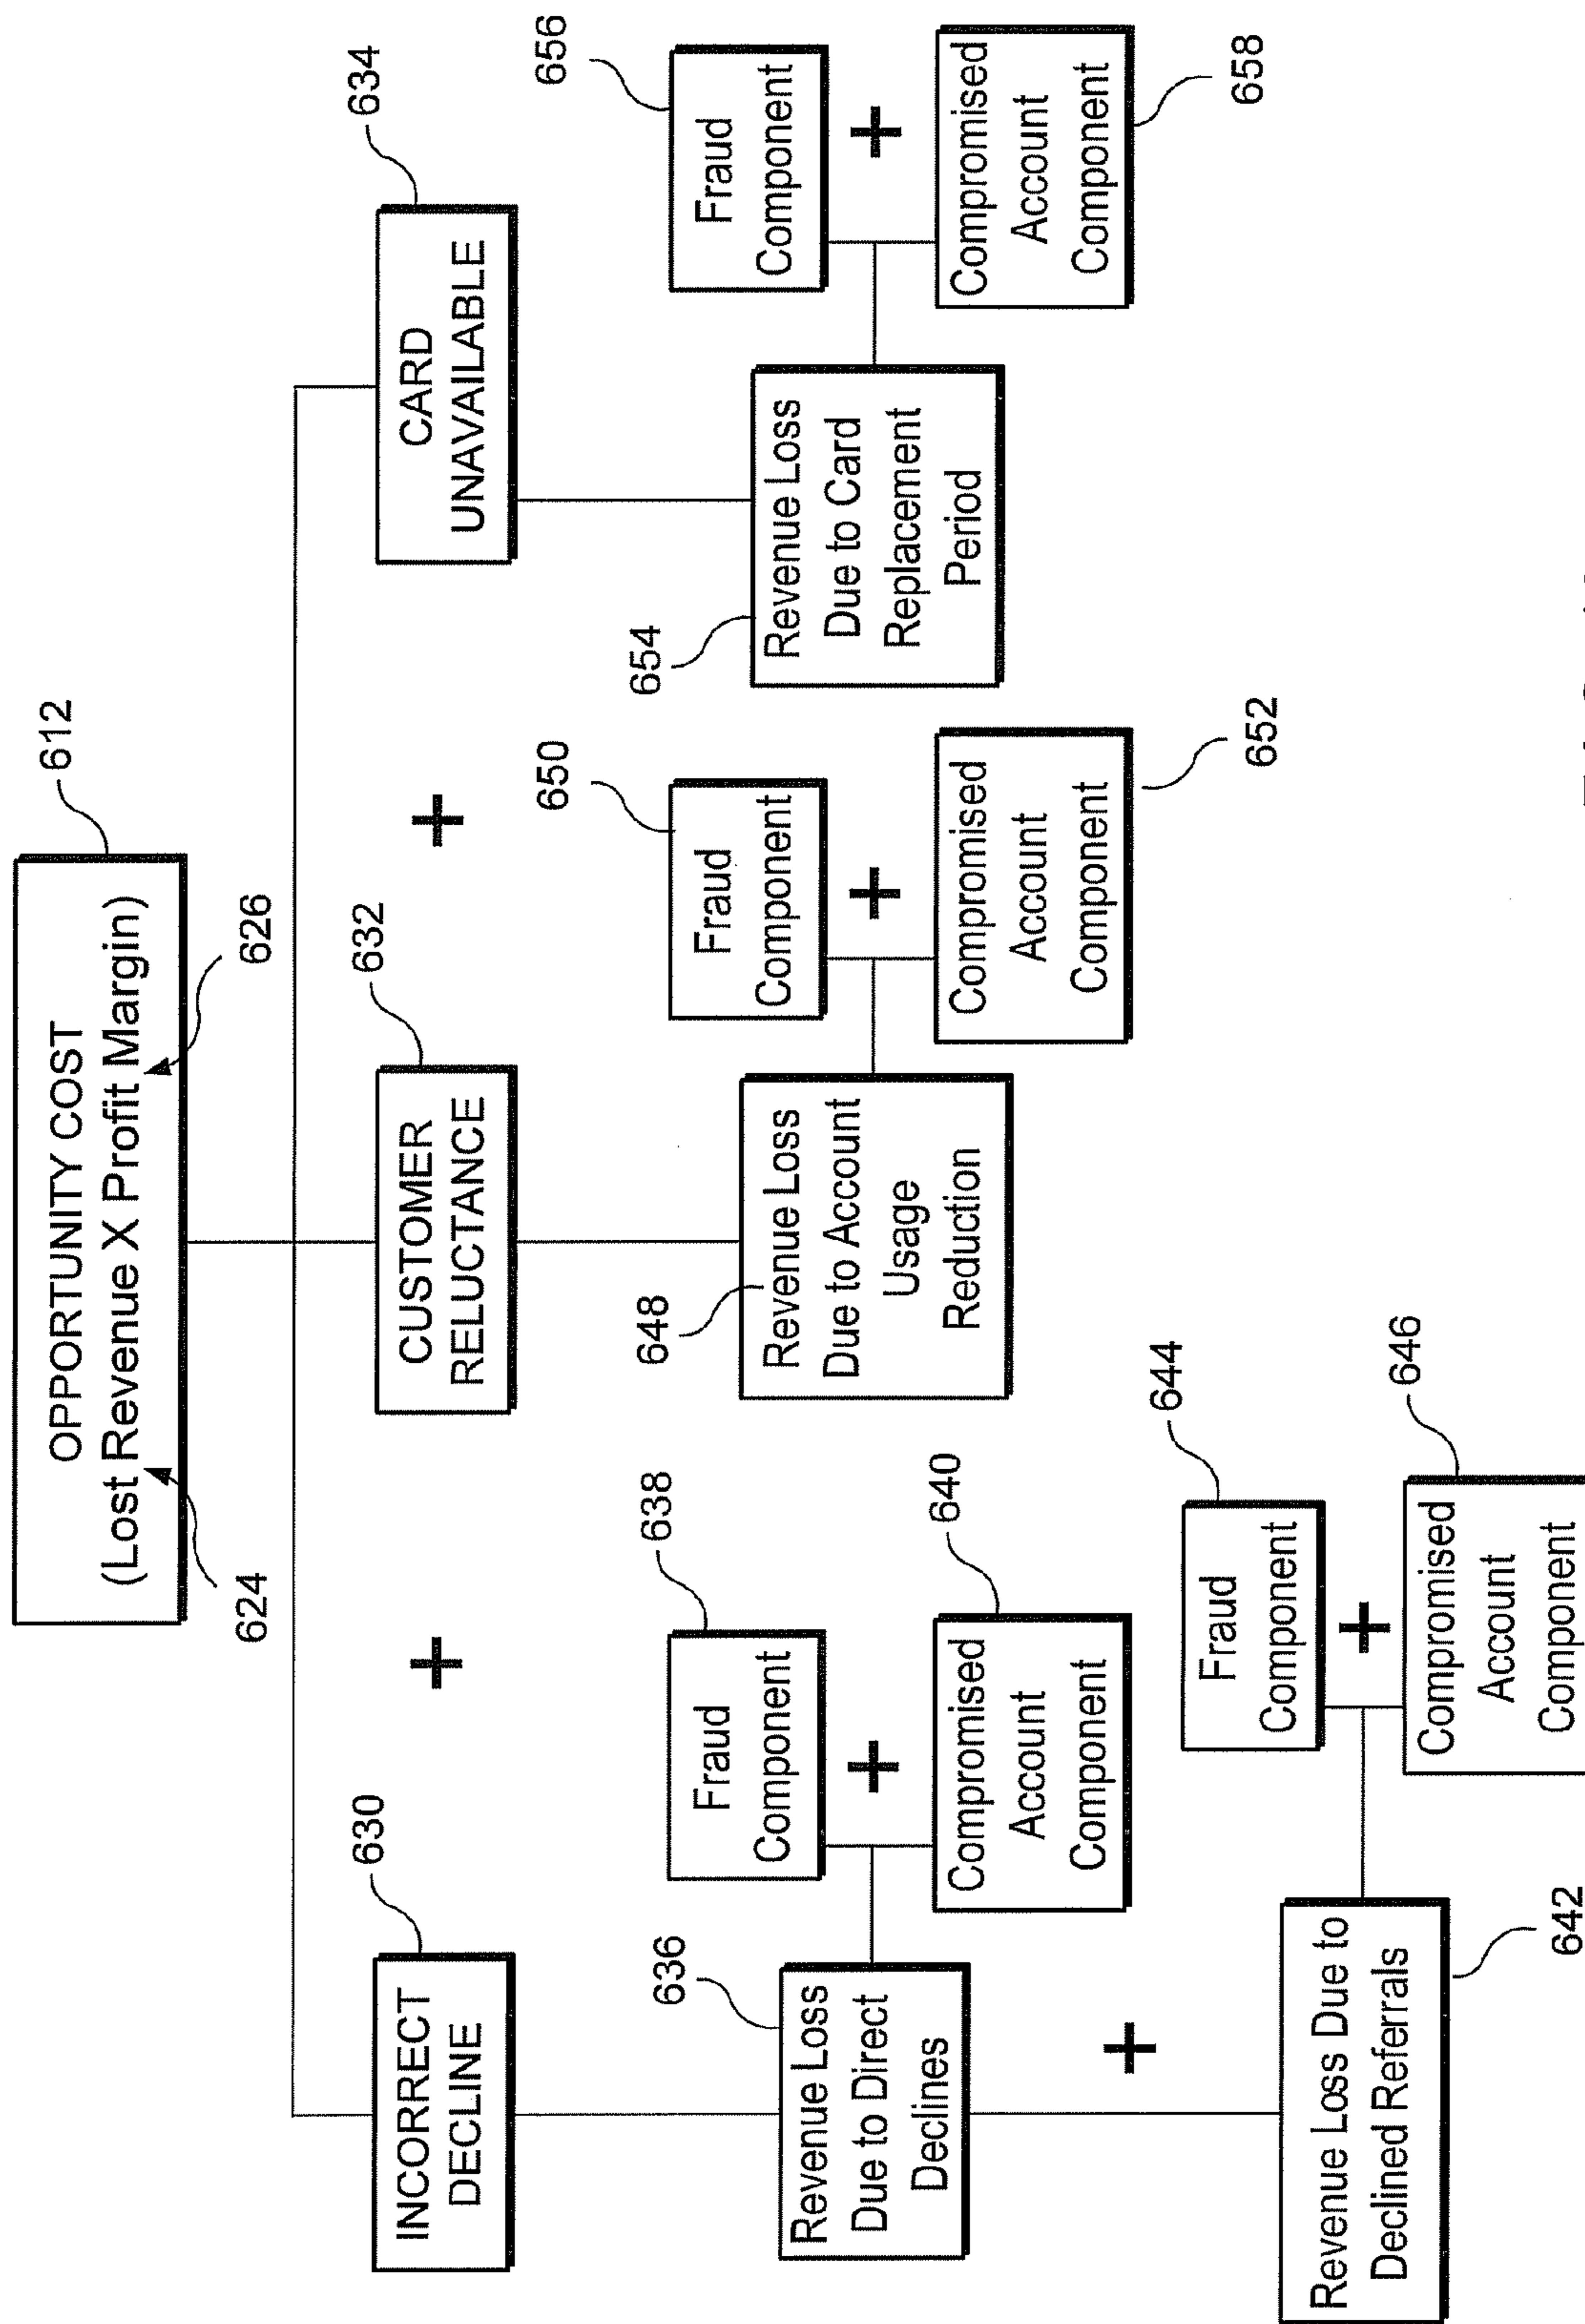 612
OPPORTUNITY COST
(Lost Revenue X Profit Margin)
624
626
630
INCORRECT
DECLINE
+
632
CUSTOMER
RELUCTANCE
+
634
CARD
UNAVAILABLE
636
Revenue Loss
Due to Direct
Declines
638
Fraud
Component
+
640
Compromised
Account
Component
+
642
Revenue Loss Due to
Declined Referrals
644
Fraud
Component
+
646
Compromised
Account
Component
648
Revenue Loss
Due to Account
Usage
Reduction
650
Fraud
Component
+
652
Compromised
Account
Component
654
Revenue Loss
Due to Card
Replacement
Period
656
Fraud
Component
+
658
Compromised
Account
Component